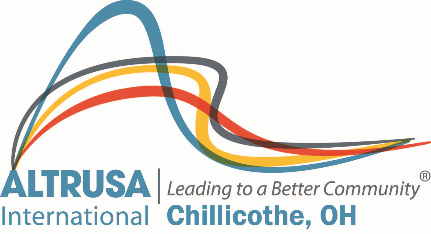 ALTRUSA | Leading to a Better Community®
International Chillicothe, OH